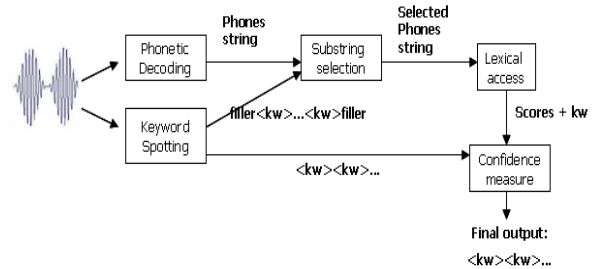 Phones
string
Selected
Phones
string
Phonetic
Decoding
Substring
selection
Lexical
access
filler<kw>...<kw>filler
Scores + kw
Keyword
Spotting
Confidence
measure
<kw><kw>...
Final output:
<kw><kw>...